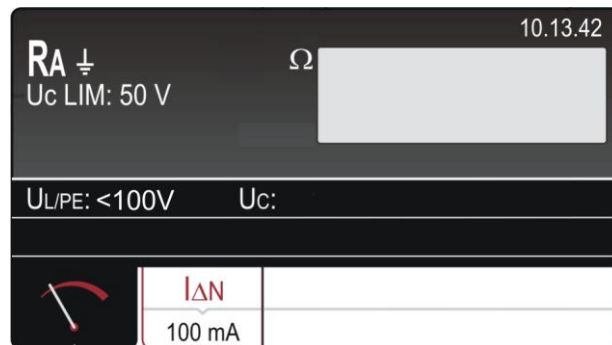 10.13.42
RA ⏚ Ω
Uc LIM: 50 V
UL/PE: <100V Uc:
IΔN
100 mA